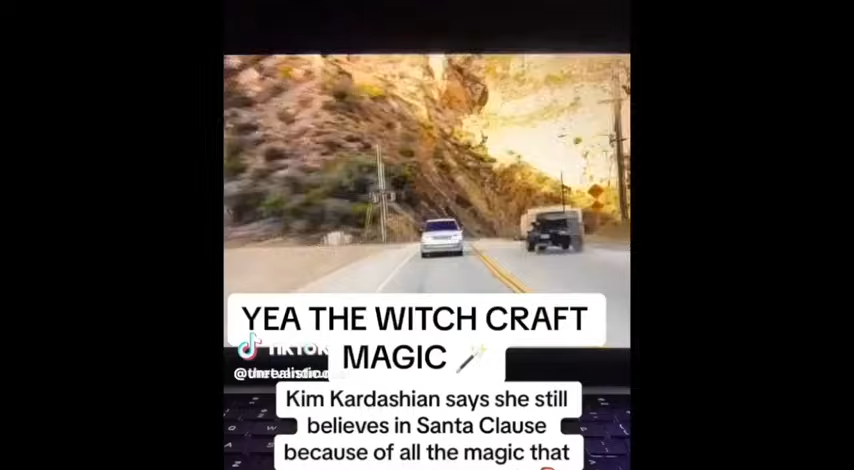 YEA THE WITCH CRAFT
MAGIC 🪄
TikTok
Kim Kardashian says she still
believes in Santa Clause
because of all the magic that